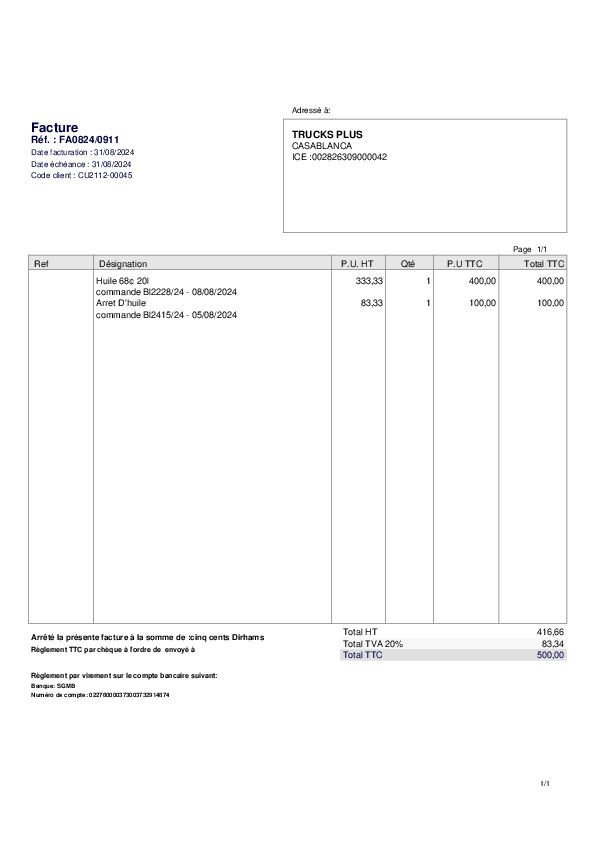 Adressé à:
Facture
Réf. : FA0824/0911
Date facturation : 31/08/2024
Date échéance : 31/08/2024
Code client : CU2112-00045
TRUCKS PLUS
CASABLANCA
ICE :002826309000042
Page 1/1
Ref Désignation P.U. HT Qté P.U TTC Total TTC
Huile 68¢ 20l 333,33 1 400,00 400,00
commande Bl2228/24 - 08/08/2024
Arret D'huile 83,33 1 100,00 100,00
commande Bl2415/24 - 05/08/2024
Total HT 416,66
Arrêté la présente facture à la somme de :cinq cents Dirhams
Total TVA 20% 83,34
Règlement TTC par chèque à l'ordre de envoyé à
Total TTC 500,00
Règlement par virement sur le compte bancaire suivant:
Banque: SGMB
Numéro de compte:
1/1